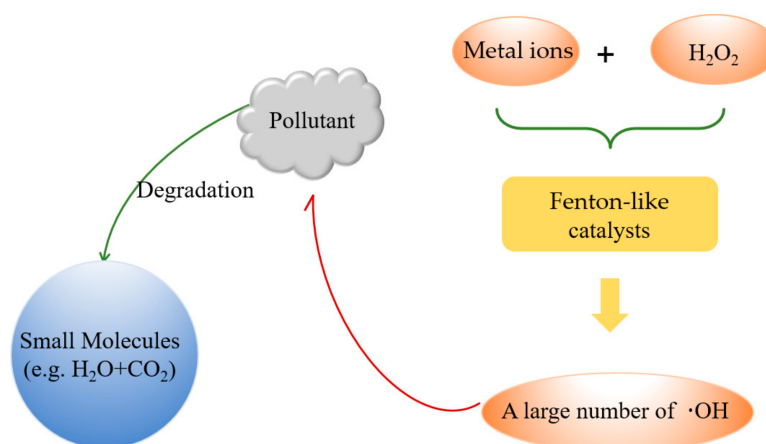 Metal ions + H₂O₂
Pollutant
Degradation
Fenton-like
catalysts
Small Molecules
(e.g. H₂O+CO₂)
A large number of ·OH